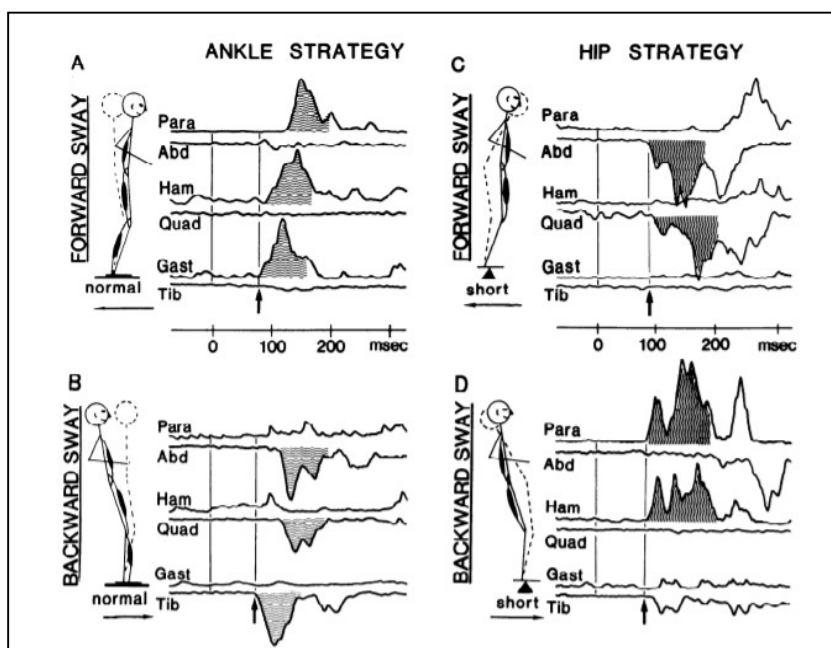 ANKLE STRATEGY
HIP STRATEGY
A
FORWARD SWAY
Para
Abd
Ham
Quad
Gast
Tib
normal
0 100 200 msec
C
FORWARD SWAY
Para
Abd
Ham
Quad
Gast
Tib
short
0 100 200 msec
B
BACKWARD SWAY
Para
Abd
Ham
Quad
Gast
Tib
normal
D
BACKWARD SWAY
Para
Abd
Ham
Quad
Gast
Tib
short